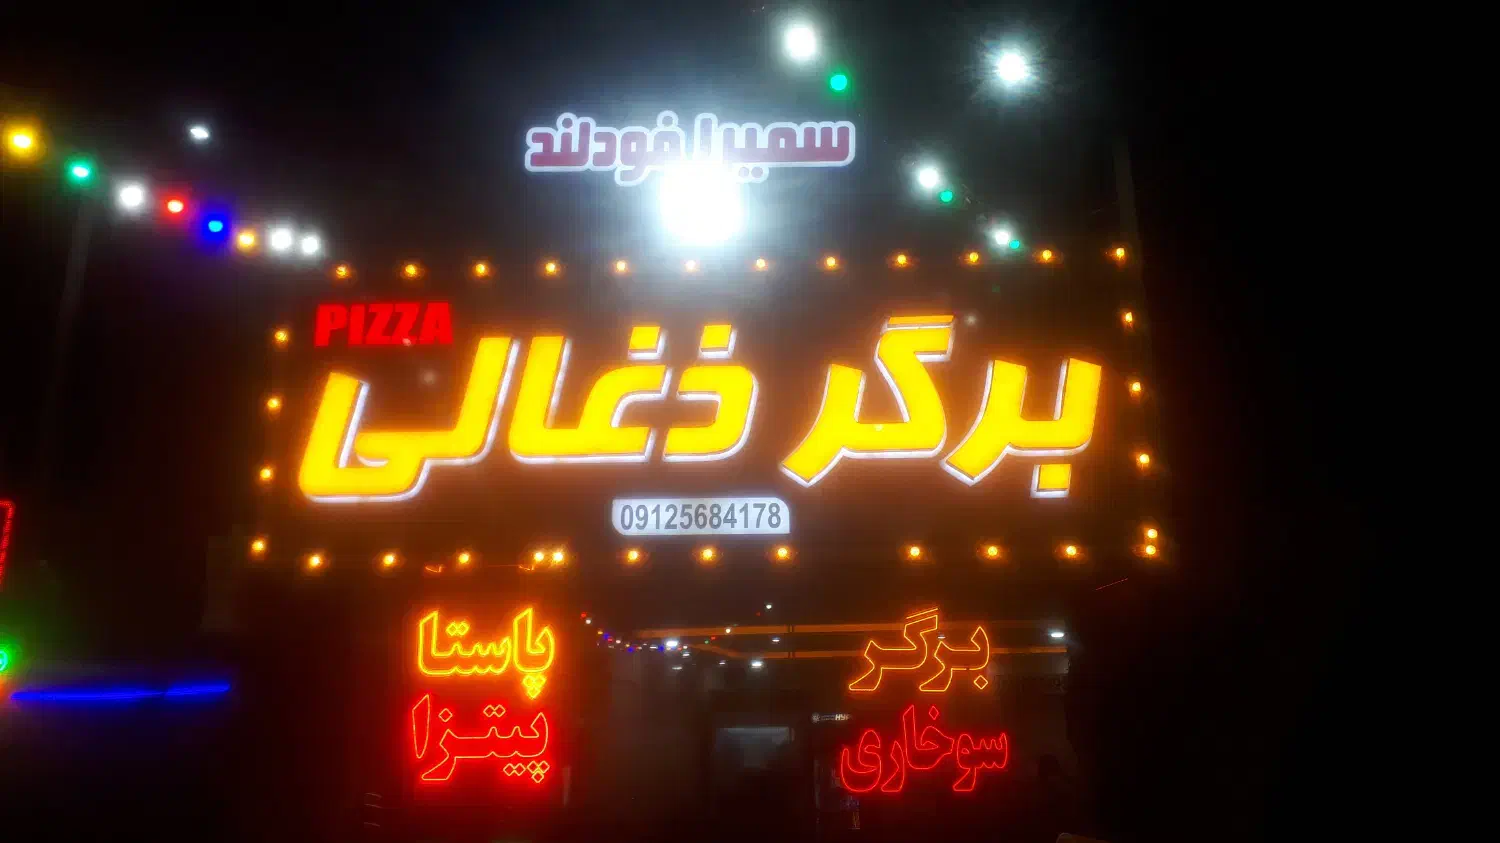 سمیرا فودلند
PIZZA
برگر ذغالی
09125684178
برگر
سوخاری
پاستا
پیتزا